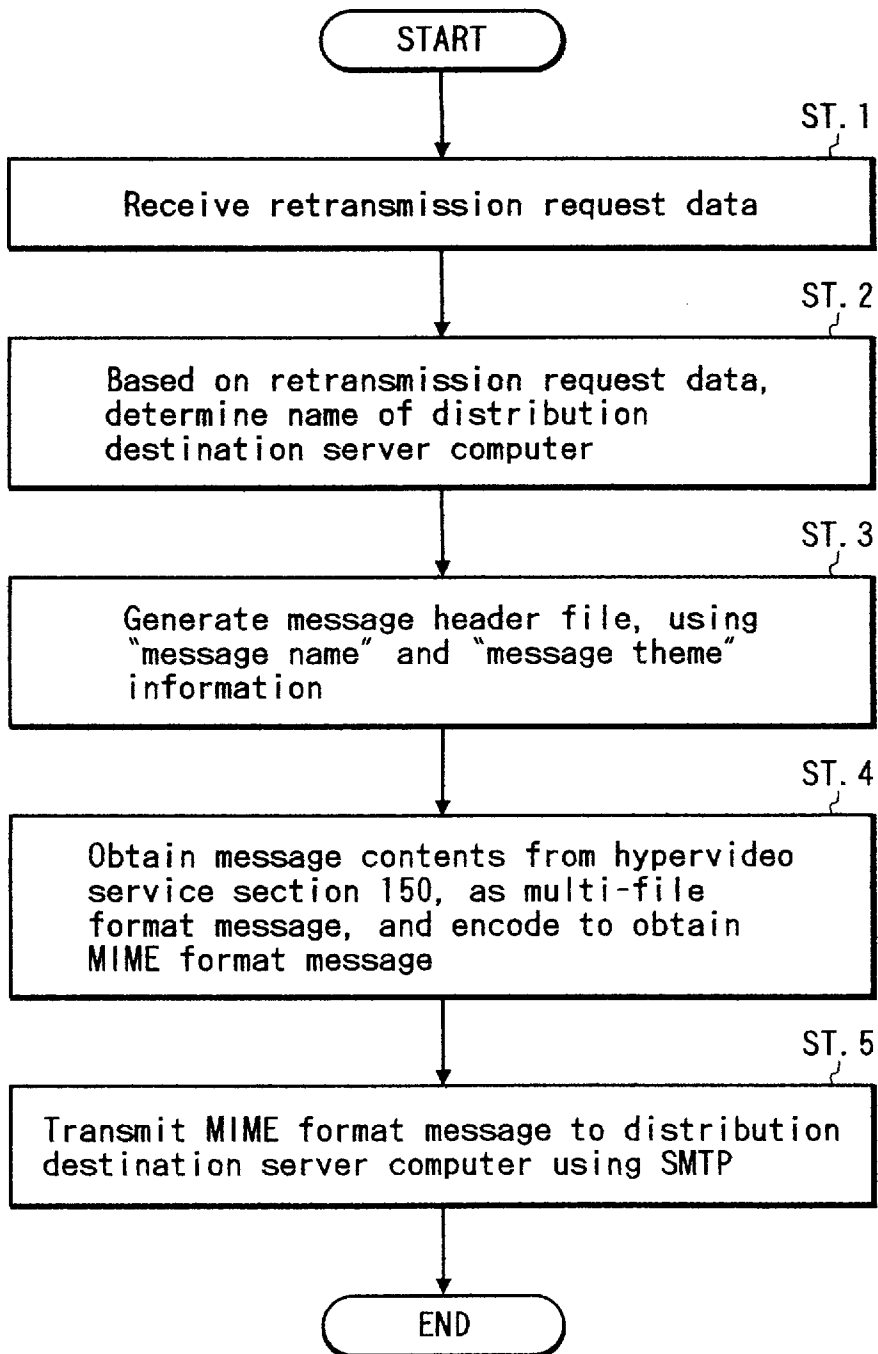 START
ST. 1
Receive retransmission request data
ST. 2
Based on retransmission request data,
determine name of distribution
destination server computer
ST. 3
Generate message header file, using
"message name" and "message theme"
information
ST. 4
Obtain message contents from hypervideo
service section 150, as multi-file
format message, and encode to obtain
MIME format message
ST. 5
Transmit MIME format message to distribution
destination server computer using SMTP
END